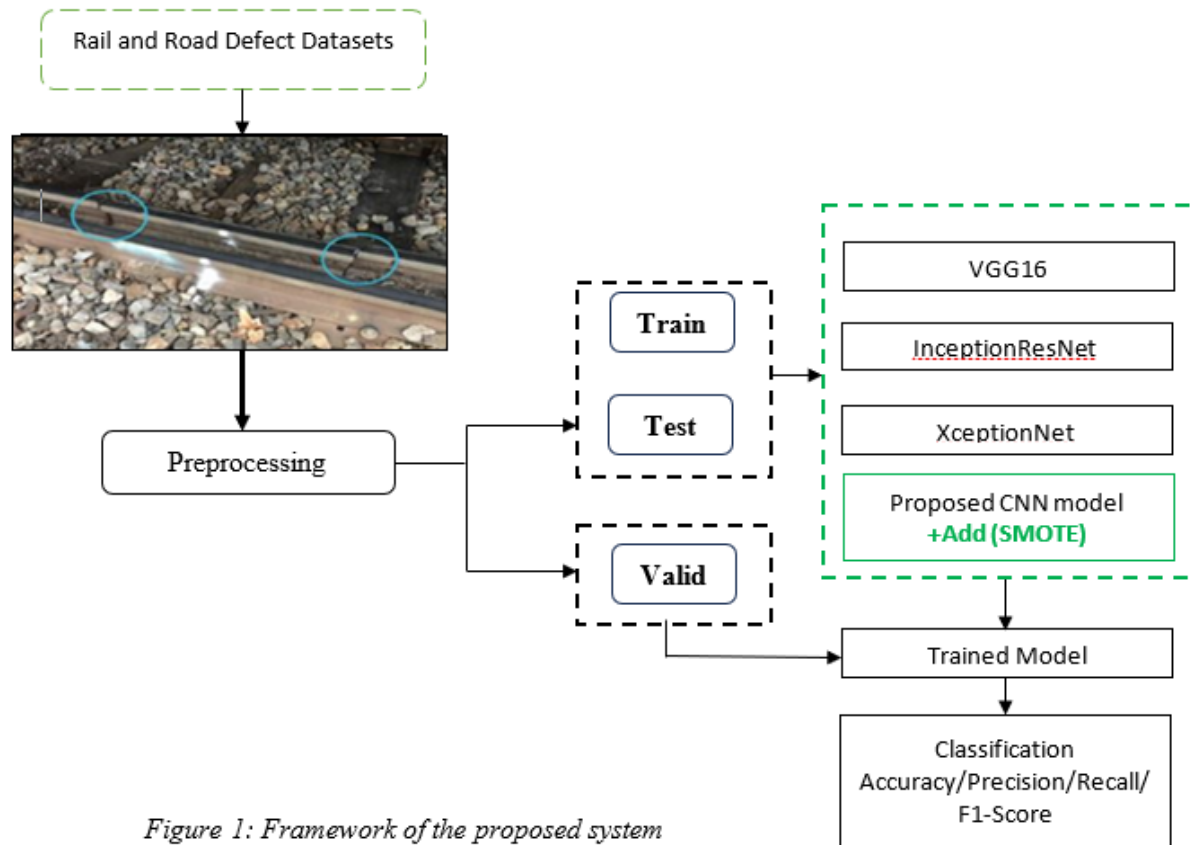 Rail and Road Defect Datasets
Preprocessing
Train
Test
Valid
VGG16
InceptionResNet
XceptionNet
Proposed CNN model
+Add (SMOTE)
Trained Model
Classification
Accuracy/Precision/Recall/
F1-Score
Figure 1: Framework of the proposed system